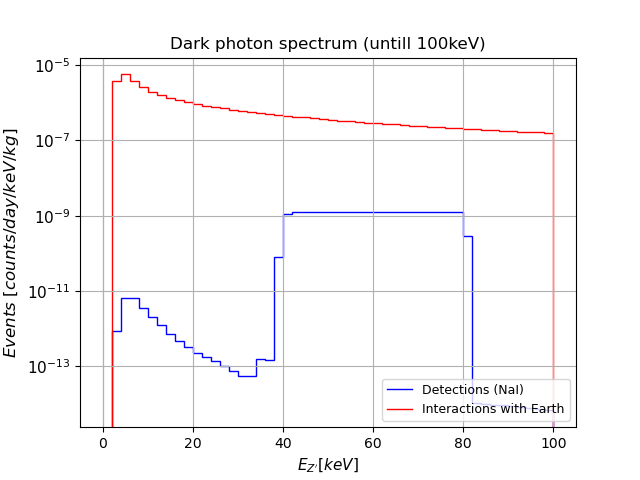 Dark photon spectrum (untill 100keV)
Events [counts/day/keV/kg]
10⁻⁵
10⁻⁷
10⁻⁹
10⁻¹¹
10⁻¹³
Detections (NaI)
Interactions with Earth
0 20 40 60 80 100
E_{Z'}[keV]